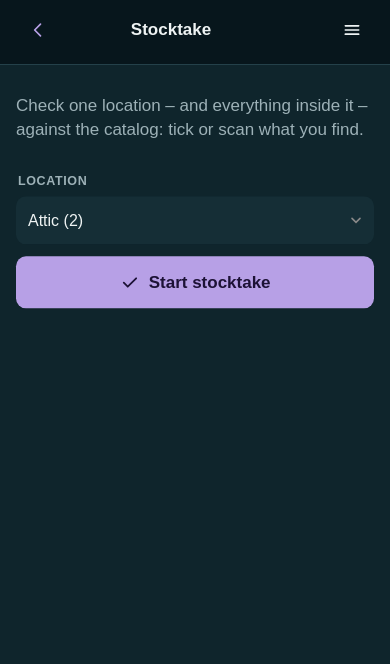 Stocktake
Check one location – and everything inside it –
against the catalog: tick or scan what you find.
LOCATION
Attic (2)
Start stocktake